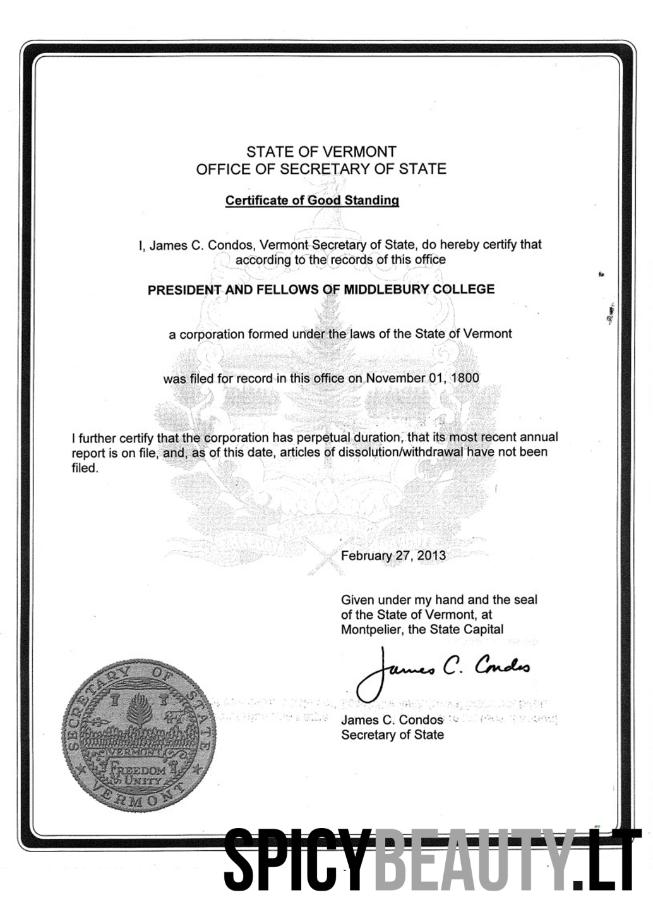 STATE OF VERMONT
OFFICE OF SECRETARY OF STATE
Certificate of Good Standing
I, James C. Condos, Vermont Secretary of State, do hereby certify that
according to the records of this office
PRESIDENT AND FELLOWS OF MIDDLEBURY COLLEGE
a corporation formed under the laws of the State of Vermont
was filed for record in this office on November 01, 1800
I further certify that the corporation has perpetual duration, that its most recent annual
report is on file, and, as of this date, articles of dissolution/withdrawal have not been
filed.
February 27, 2013
Given under my hand and the seal
of the State of Vermont, at
Montpelier, the State Capital
James C. Condos
James C. Condos
Secretary of State
SECRETARY OF STATE
VERMONT
FREEDOM
UNITY
VERMONT
SPICYBEAUTY.LT